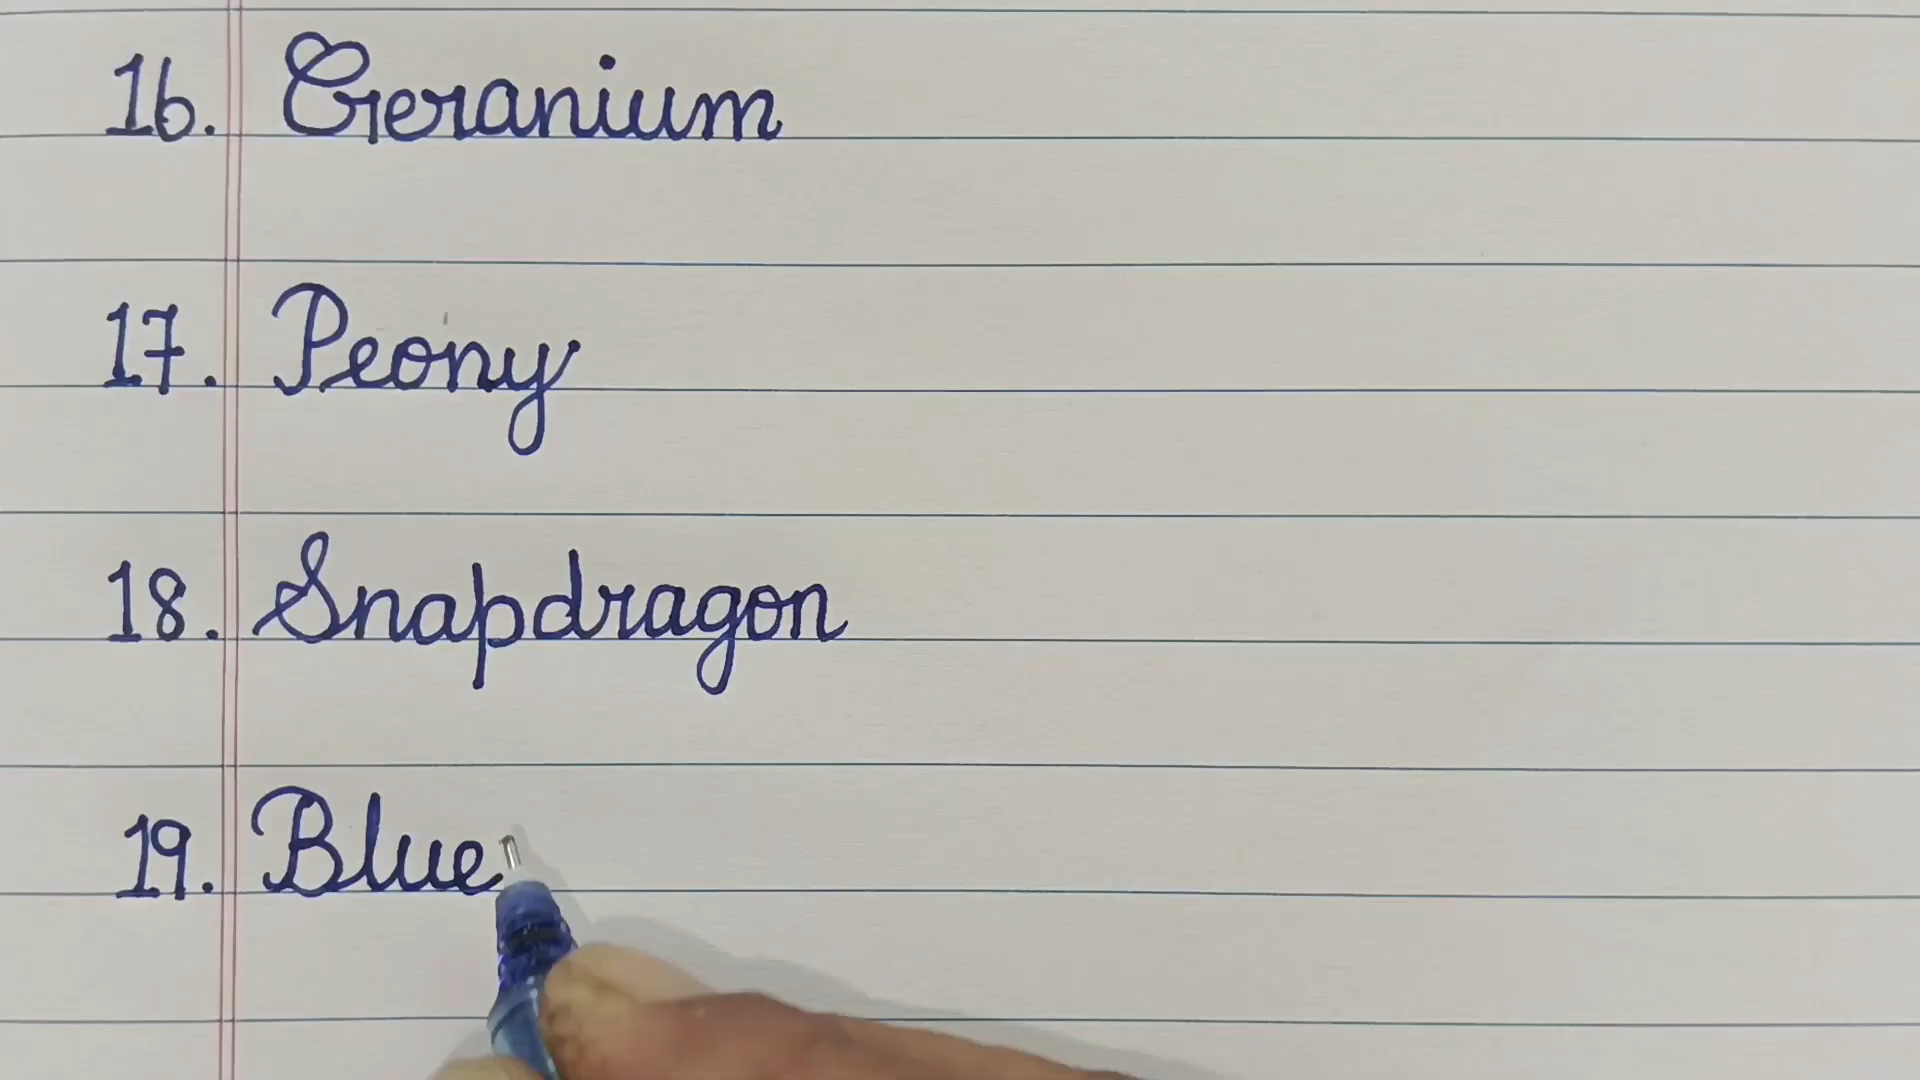 16. Geranium
17. Peony
18. Snapdragon
19. Blue